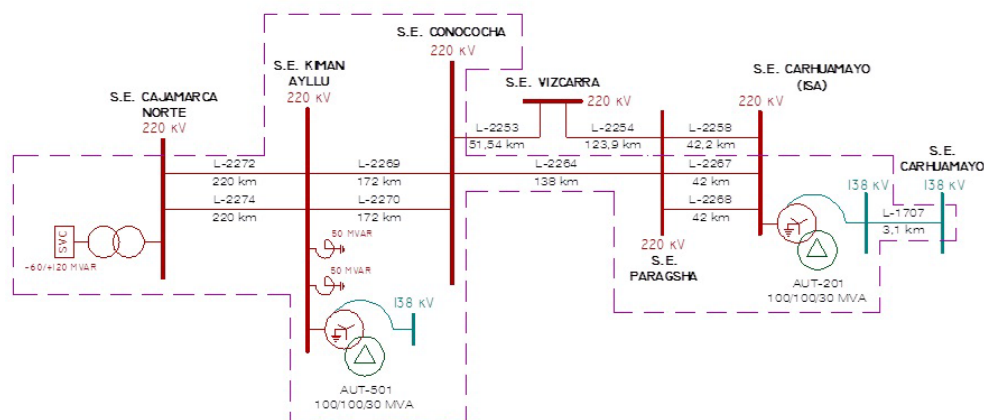 S.E. CONOCOCHA
220 kV
S.E. KIMAN
AYLLU
220 kV
S.E. VIZCARRA
220 kV
S.E. CARHUAMAYO
(ISA)
220 kV
S.E. CAJAMARCA
NORTE
220 kV
L-2253
51,54 km
L-2254
123,9 km
L-2258
42,2 km
L-2272
220 km
L-2269
172 km
L-2264
138 km
L-2267
42 km
S.E.
CARHUAMAYO
138 kV
138 kV
L-2274
220 km
L-2270
172 km
L-2268
42 km
L-1707
3,1 km
SVC
-60/+120 MVAR
50 MVAR
50 MVAR
220 kV
S.E.
PARAGSHA
AUT-201
100/100/30 MVA
138 kV
AUT-501
100/100/30 MVA